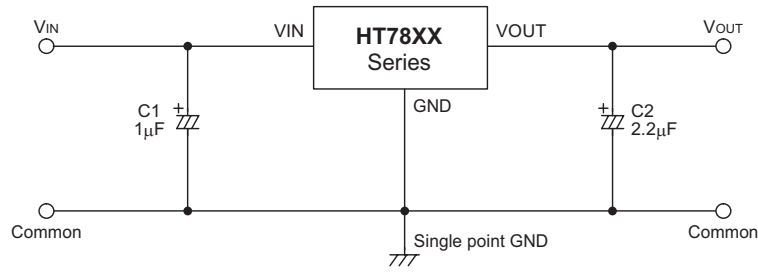 VIN
VIN
HT78XX
Series
VOUT
VOUT
GND
+
C1
1μF
+
C2
2.2μF
Common
Single point GND
Common